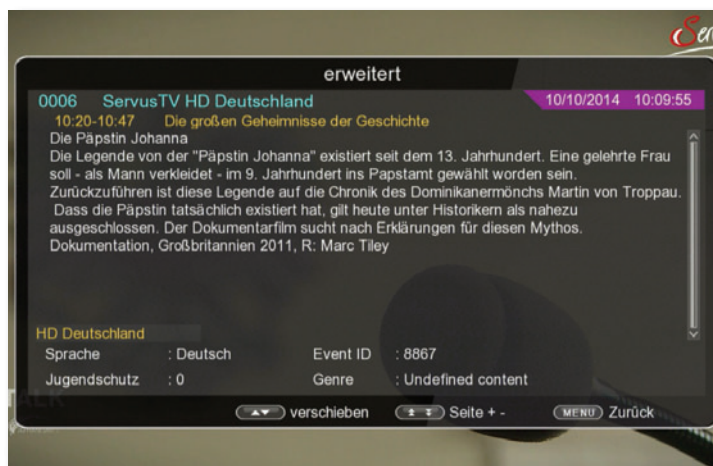 erweitert
0006 ServusTV HD Deutschland 10/10/2014 10:09:55
10:20-10:47 Die großen Geheimnisse der Geschichte
Die Päpstin Johanna
Die Legende von der "Päpstin Johanna" existiert seit dem 13. Jahrhundert. Eine gelehrte Frau
soll - als Mann verkleidet - im 9. Jahrhundert ins Papstamt gewählt worden sein.
Zurückzuführen ist diese Legende auf die Chronik des Dominikanermönchs Martin von Troppau.
Dass die Päpstin tatsächlich existiert hat, gilt heute unter Historikern als nahezu
ausgeschlossen. Der Dokumentarfilm sucht nach Erklärungen für diesen Mythos.
Dokumentation, Großbritannien 2011, R: Marc Tiley
HD Deutschland
Sprache : Deutsch Event ID : 8867
Jugendschutz : 0 Genre : Undefined content
verschieben Seite + - MENU Zurück